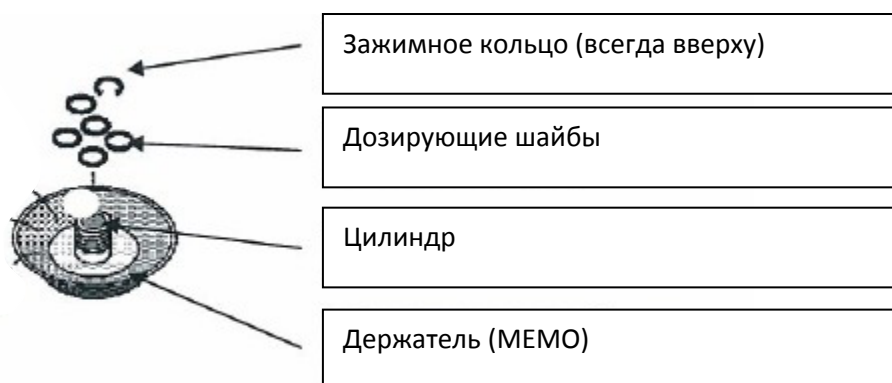 Зажимное кольцо (всегда вверху)
Дозирующие шайбы
Цилиндр
Держатель (МЕМО)